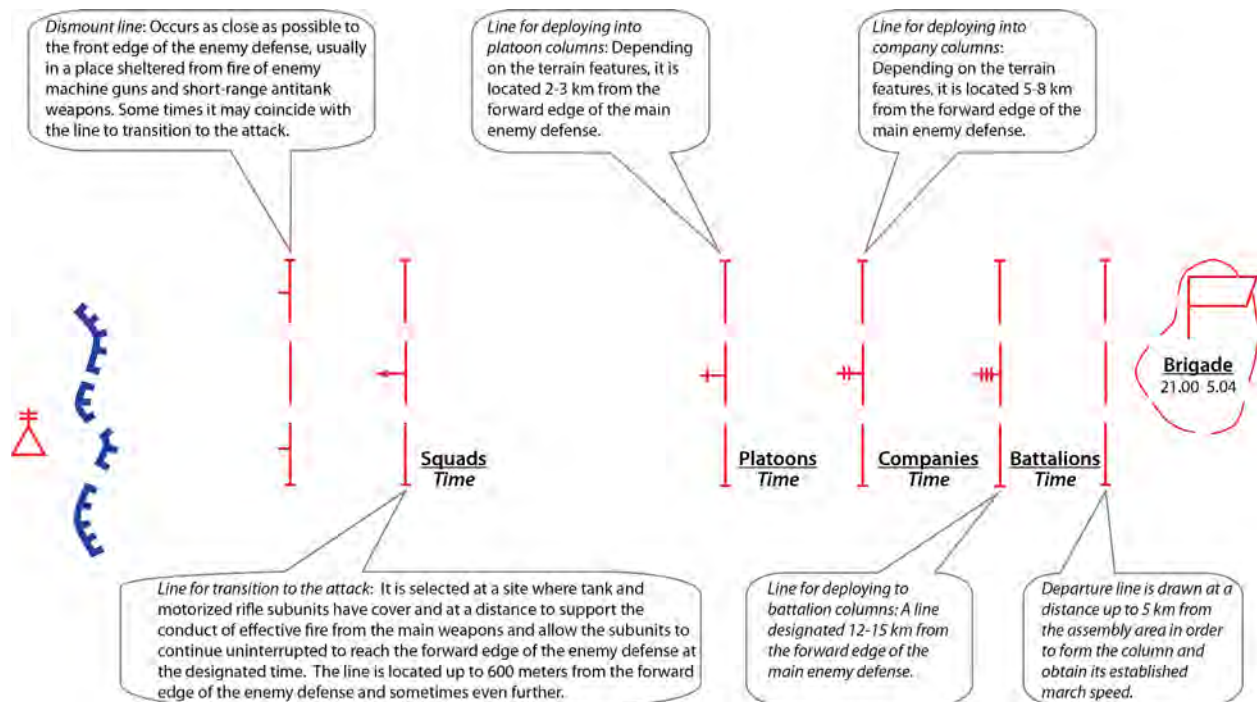 Dismount line: Occurs as close as possible to
the front edge of the enemy defense, usually
in a place sheltered from fire of enemy
machine guns and short-range antitank
weapons. Some times it may coincide with
the line to transition to the attack.
Line for deploying into
platoon columns: Depending
on the terrain features, it is
located 2-3 km from the
forward edge of the main
enemy defense.
Line for deploying into
company columns:
Depending on the terrain
features, it is located 5-8 km
from the forward edge of the
main enemy defense.
Brigade
21.00 5.04
Squads
Time
Platoons
Time
Companies
Time
Battalions
Time
Line for transition to the attack: It is selected at a site where tank and
motorized rifle subunits have cover and at a distance to support the
conduct of effective fire from the main weapons and allow the subunits to
continue uninterrupted to reach the forward edge of the enemy defense at
the designated time. The line is located up to 600 meters from the forward
edge of the enemy defense and sometimes even further.
Line for deploying to
battalion columns: A line
designated 12-15 km from
the forward edge of the
main enemy defense.
Departure line is drawn at a
distance up to 5 km from
the assembly area in order
to form the column and
obtain its established
march speed.